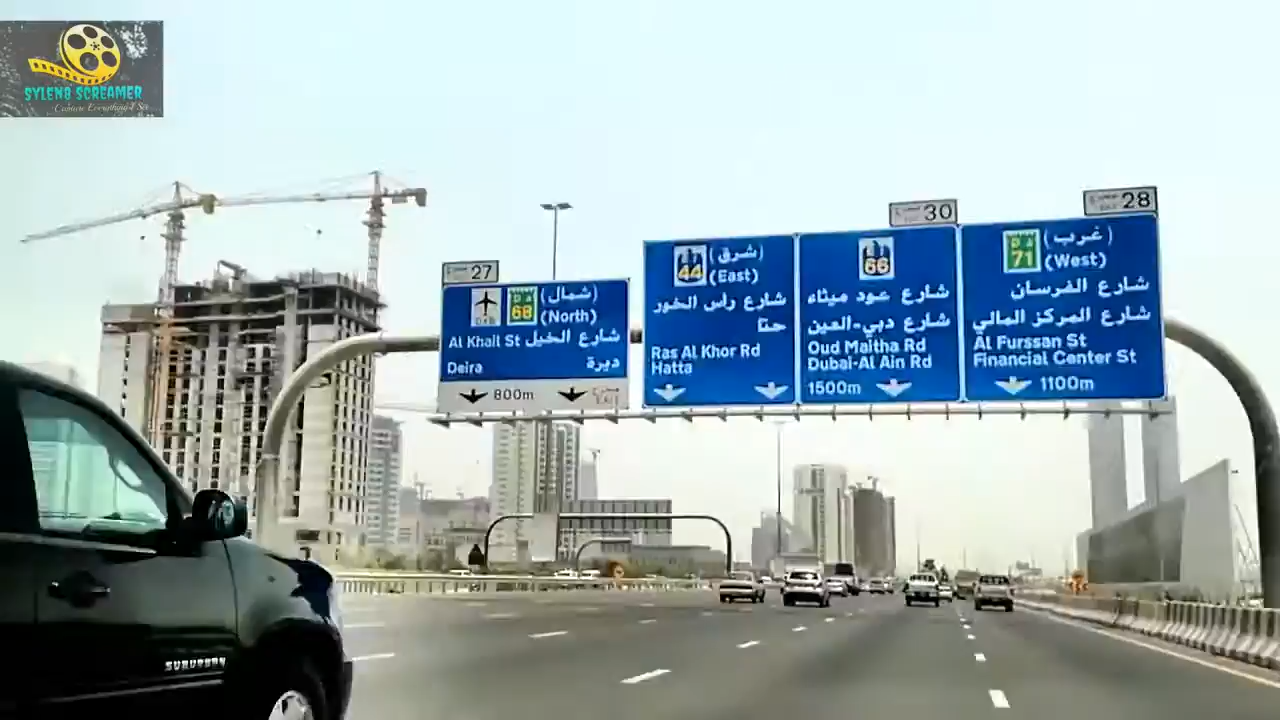 SYLENS SCREAMER
27
68
(شمال)
(North)
Al Khail St شارع الخيل
Deira ديرة
800m
44
(شرق)
(East)
شارع رأس الخور
حتا
Ras Al Khor Rd
Hatta
30
66
شارع عود ميثاء
شارع دبي-العين
Oud Maitha Rd
Dubai-Al Ain Rd
1500m
28
71
(غرب)
(West)
شارع الفرسان
شارع المركز المالي
Al Furssan St
Financial Center St
1100m
SUBURBAN